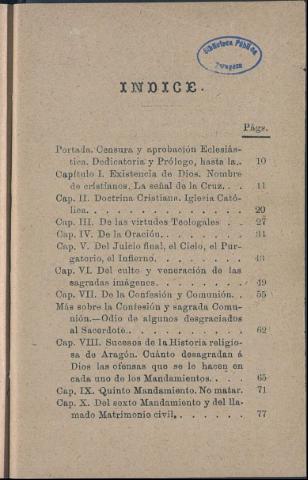 Biblioteca Pública
Zaragoza
INDICE.
Págs.
Portada. Censura y aprobación Eclesiás-
tica. Dedicatoria y Prólogo, hasta la.. 10
Capítulo I. Existencia de Dios. Nombre
de cristianos. La señal de la Cruz. . . 11
Cap. II. Doctrina Cristiana. Iglesia Cató-
lica. . . . . . . . . . . . 20
Cap. III. De las virtudes Teologales . . 27
Cap. IV. De la Oración. . . . . . . 31
Cap. V. Del Juicio final, el Cielo, el Pur-
gatorio, el Infierno. . . . . . . 43
Cap. VI. Del culto y veneración de las
sagradas imágenes. . . . . . . 49
Cap. VII. De la Confesión y Comunión. . 55
Más sobre la Confesión y sagrada Comu-
nión.—Odio de algunos desgraciados
al Sacerdote. . . . . . . . . 62
Cap. VIII. Sucesos de la Historia religio-
sa de Aragón. Cuánto desagradan á
Dios las ofensas que se le hacen en
cada uno de los Mandamientos. . . . 65
Cap. IX. Quinto Mandamiento. No matar. 71
Cap. X. Del sexto Mandamiento y del lla-
mado Matrimonio civil. . . . . . . 77